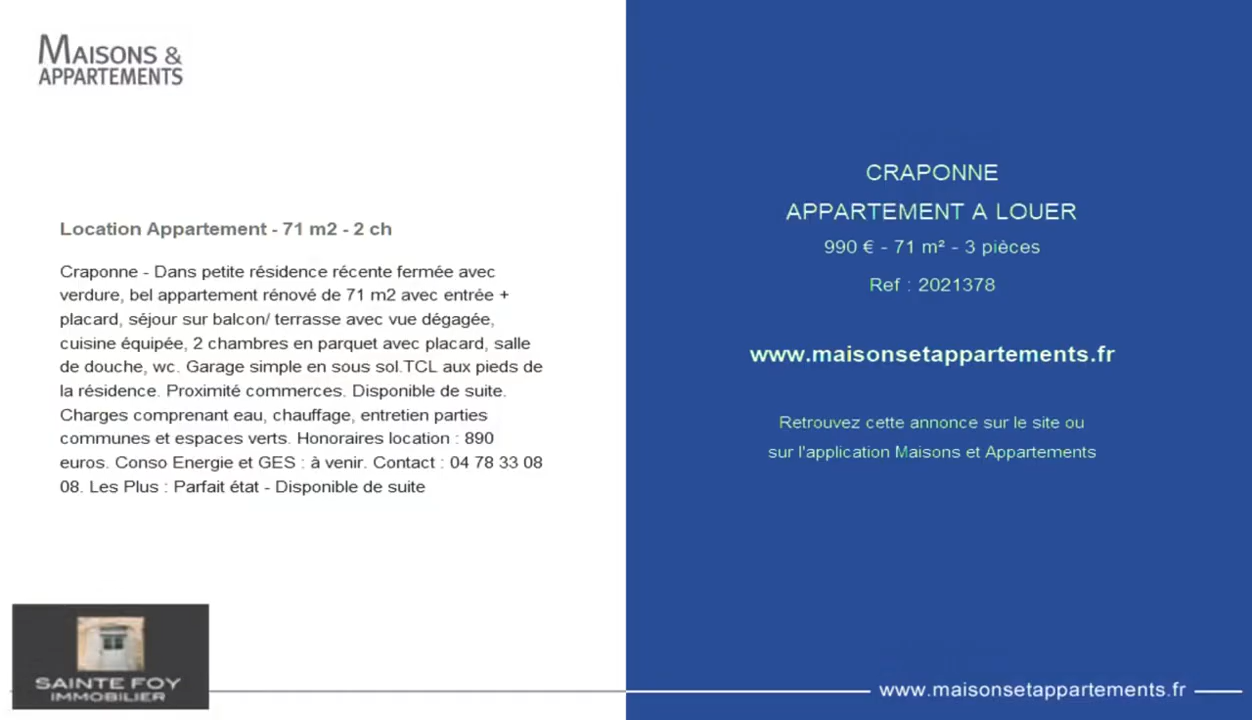 MAISONS &
APPARTEMENTS
Location Appartement - 71 m2 - 2 ch
Craponne - Dans petite résidence récente fermée avec
verdure, bel appartement rénové de 71 m2 avec entrée +
placard, séjour sur balcon/ terrasse avec vue dégagée,
cuisine équipée, 2 chambres en parquet avec placard, salle
de douche, wc. Garage simple en sous sol.TCL aux pieds de
la résidence. Proximité commerces. Disponible de suite.
Charges comprenant eau, chauffage, entretien parties
communes et espaces verts. Honoraires location : 890
euros. Conso Energie et GES : à venir. Contact : 04 78 33 08
08. Les Plus : Parfait état - Disponible de suite
SAINTE FOY
IMMOBILIER
CRAPONNE
APPARTEMENT A LOUER
990 € - 71 m² - 3 pièces
Ref : 2021378
www.maisonsetappartements.fr
Retrouvez cette annonce sur le site ou
sur l'application Maisons et Appartements
www.maisonsetappartements.fr